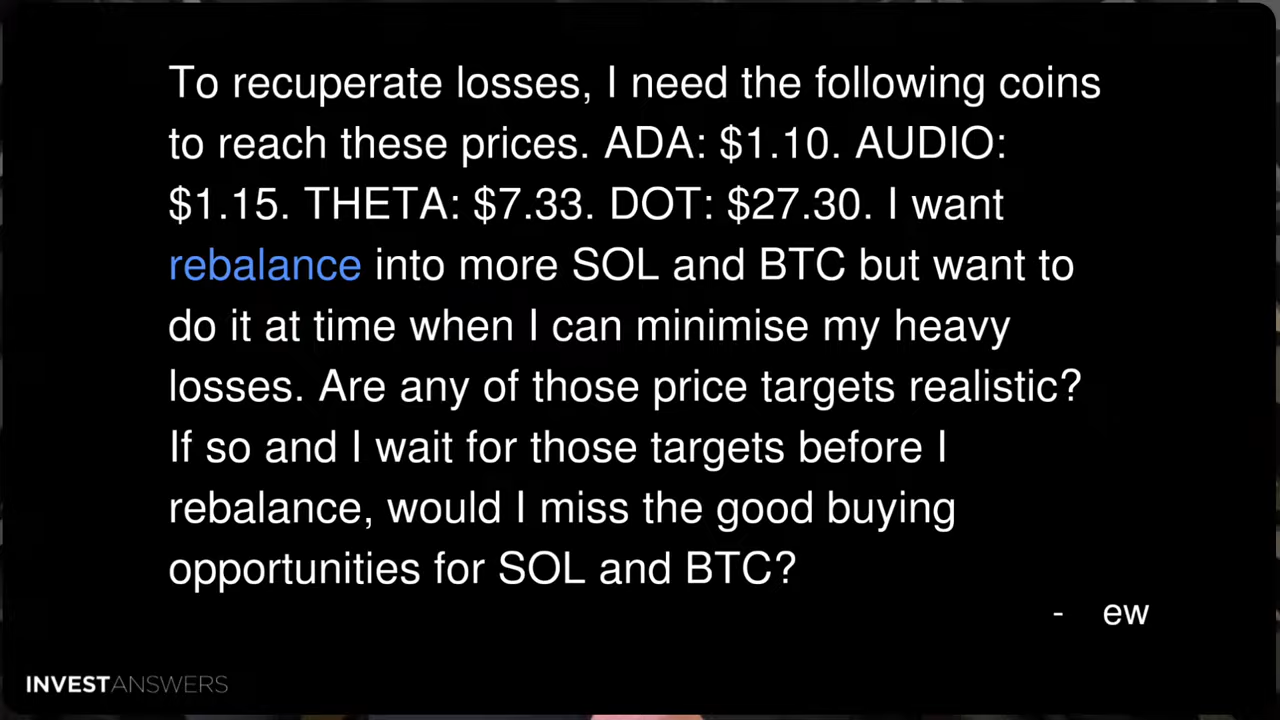 To recuperate losses, I need the following coins
to reach these prices. ADA: $1.10. AUDIO:
$1.15. THETA: $7.33. DOT: $27.30. I want
rebalance into more SOL and BTC but want to
do it at time when I can minimise my heavy
losses. Are any of those price targets realistic?
If so and I wait for those targets before I
rebalance, would I miss the good buying
opportunities for SOL and BTC?
- ew
INVESTANSWERS